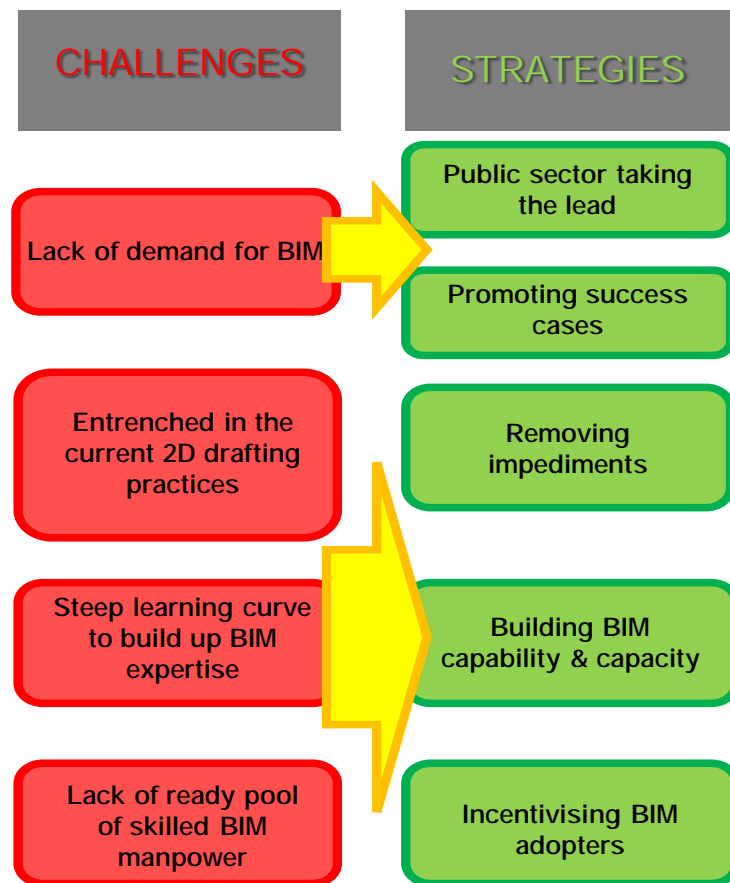 CHALLENGES
Lack of demand for BIM
Entrenched in the
current 2D drafting
practices
Steep learning curve
to build up BIM
expertise
Lack of ready pool
of skilled BIM
manpower
STRATEGIES
Public sector taking
the lead
Promoting success
cases
Removing
impediments
Building BIM
capability & capacity
Incentivising BIM
adopters